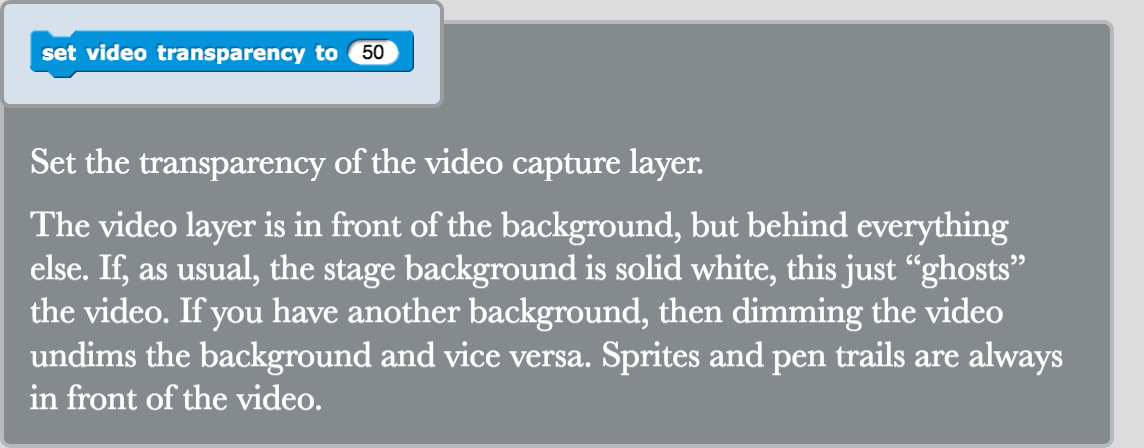 set video transparency to 50
Set the transparency of the video capture layer.
The video layer is in front of the background, but behind everything
else. If, as usual, the stage background is solid white, this just “ghosts”
the video. If you have another background, then dimming the video
undims the background and vice versa. Sprites and pen trails are always
in front of the video.